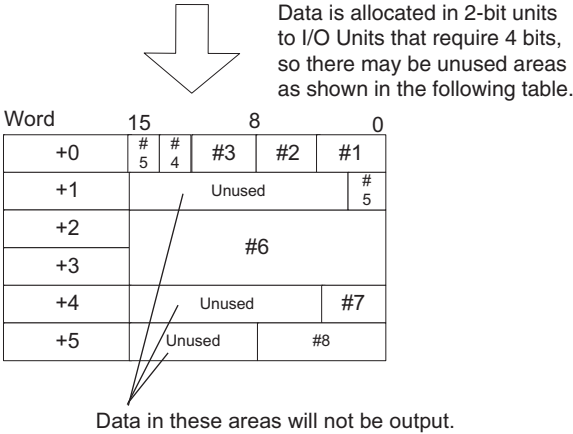 Data is allocated in 2-bit units
to I/O Units that require 4 bits,
so there may be unused areas
as shown in the following table.
Word 15 8 0
+0 # 5 # 4 #3 #2 #1
+1 Unused # 5
+2
#6
+3
+4 Unused #7
+5 Unused #8
Data in these areas will not be output.